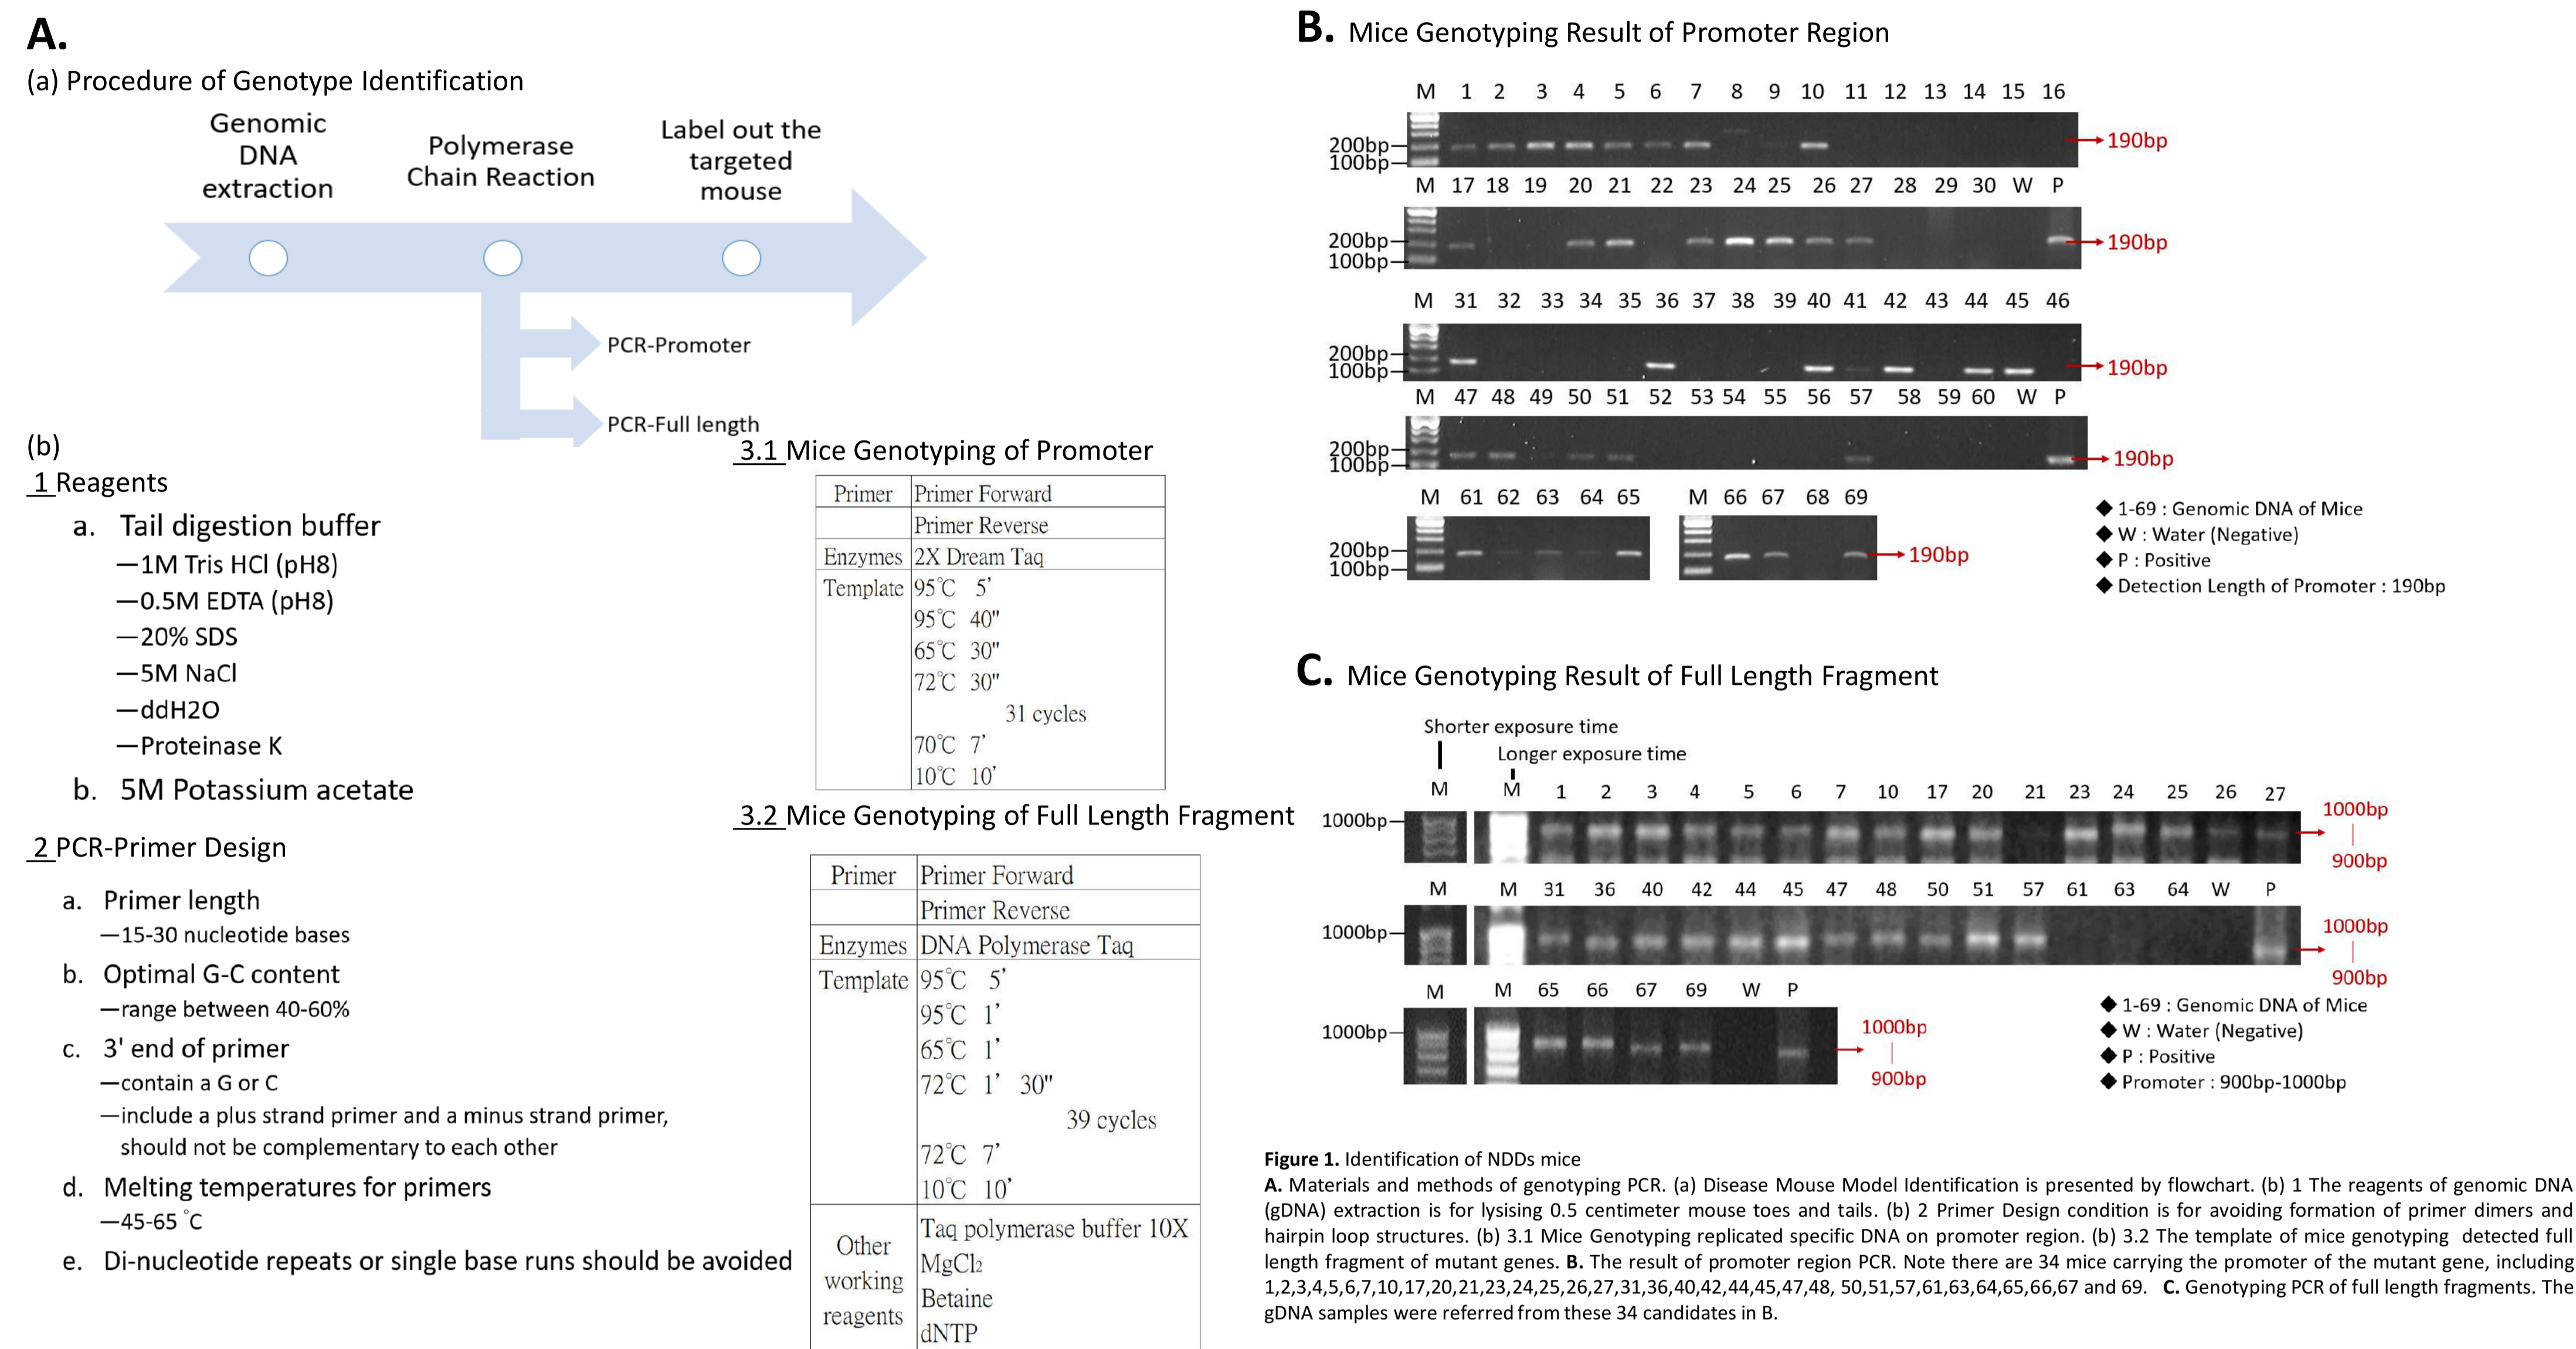 A.
(a) Procedure of Genotype Identification
Genomic
DNA
extraction
Polymerase
Chain Reaction
Label out the
targeted
mouse
PCR-Promoter
PCR-Full length
(b)
1 Reagents
a. Tail digestion buffer
—1M Tris HCl (pH8)
—0.5M EDTA (pH8)
—20% SDS
—5M NaCl
—ddH2O
—Proteinase K
b. 5M Potassium acetate
2 PCR-Primer Design
a. Primer length
—15-30 nucleotide bases
b. Optimal G-C content
—range between 40-60%
c. 3' end of primer
—contain a G or C
—include a plus strand primer and a minus strand primer,
should not be complementary to each other
d. Melting temperatures for primers
—45-65 °C
e. Di-nucleotide repeats or single base runs should be avoided
3.1 Mice Genotyping of Promoter
Primer Primer Forward
Primer Reverse
Enzymes 2X Dream Taq
Template 95℃ 5’
95℃ 40"
65℃ 30"
72℃ 30"
31 cycles
70℃ 7’
10℃ 10’
3.2 Mice Genotyping of Full Length Fragment
Primer Primer Forward
Primer Reverse
Enzymes DNA Polymerase Taq
Template 95℃ 5’
95℃ 1’
65℃ 1’
72℃ 1’ 30"
39 cycles
72℃ 7’
10℃ 10’
Other
working
reagents
Taq polymerase buffer 10X
MgCl₂
Betaine
dNTP
B. Mice Genotyping Result of Promoter Region
M 1 2 3 4 5 6 7 8 9 10 11 12 13 14 15 16
200bp
100bp
190bp
M 17 18 19 20 21 22 23 24 25 26 27 28 29 30 W P
200bp
100bp
190bp
M 31 32 33 34 35 36 37 38 39 40 41 42 43 44 45 46
200bp
100bp
190bp
M 47 48 49 50 51 52 53 54 55 56 57 58 59 60 W P
200bp
100bp
190bp
M 61 62 63 64 65 M 66 67 68 69
200bp
100bp
190bp
◆ 1-69 : Genomic DNA of Mice
◆ W : Water (Negative)
◆ P : Positive
◆ Detection Length of Promoter : 190bp
C. Mice Genotyping Result of Full Length Fragment
Shorter exposure time
Longer exposure time
M M 1 2 3 4 5 6 7 10 17 20 21 23 24 25 26 27
1000bp
1000bp
900bp
M M 31 36 40 42 44 45 47 48 50 51 57 61 63 64 W P
1000bp
1000bp
900bp
M M 65 66 67 69 W P
1000bp
1000bp
900bp
◆ 1-69 : Genomic DNA of Mice
◆ W : Water (Negative)
◆ P : Positive
◆ Promoter : 900bp-1000bp
Figure 1. Identification of NDDs mice
A. Materials and methods of genotyping PCR. (a) Disease Mouse Model Identification is presented by flowchart. (b) 1 The reagents of genomic DNA
(gDNA) extraction is for lysising 0.5 centimeter mouse toes and tails. (b) 2 Primer Design condition is for avoiding formation of primer dimers and
hairpin loop structures. (b) 3.1 Mice Genotyping replicated specific DNA on promoter region. (b) 3.2 The template of mice genotyping detected full
length fragment of mutant genes. B. The result of promoter region PCR. Note there are 34 mice carrying the promoter of the mutant gene, including
1,2,3,4,5,6,7,10,17,20,21,23,24,25,26,27,31,36,40,42,44,45,47,48, 50,51,57,61,63,64,65,66,67 and 69. C. Genotyping PCR of full length fragments. The
gDNA samples were referred from these 34 candidates in B.